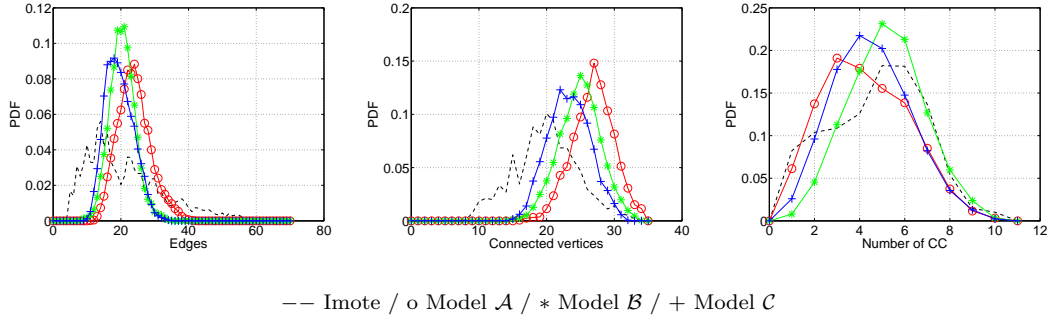 0.12
0.1
0.08
0.06
0.04
0.02
0
PDF
0 20 40 60 80
Edges
0.2
0.15
0.1
0.05
0
PDF
0 10 20 30 40
Connected vertices
0.25
0.2
0.15
0.1
0.05
0
PDF
0 2 4 6 8 10 12
Number of CC
−− Imote / o Model 𝒜 / ∗ Model ℬ / + Model 𝒞